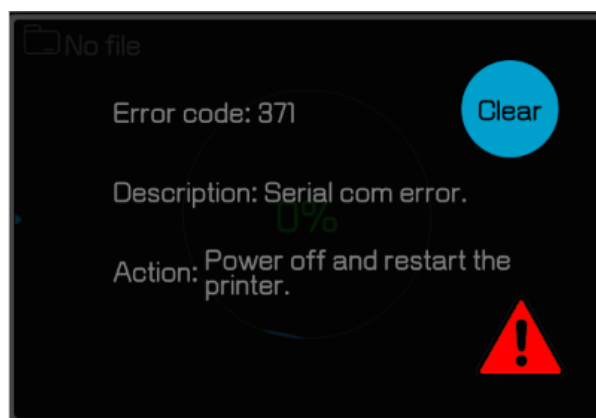 No file
Error code: 371
Clear
Description: Serial com error.
0%
Action: Power off and restart the
printer.